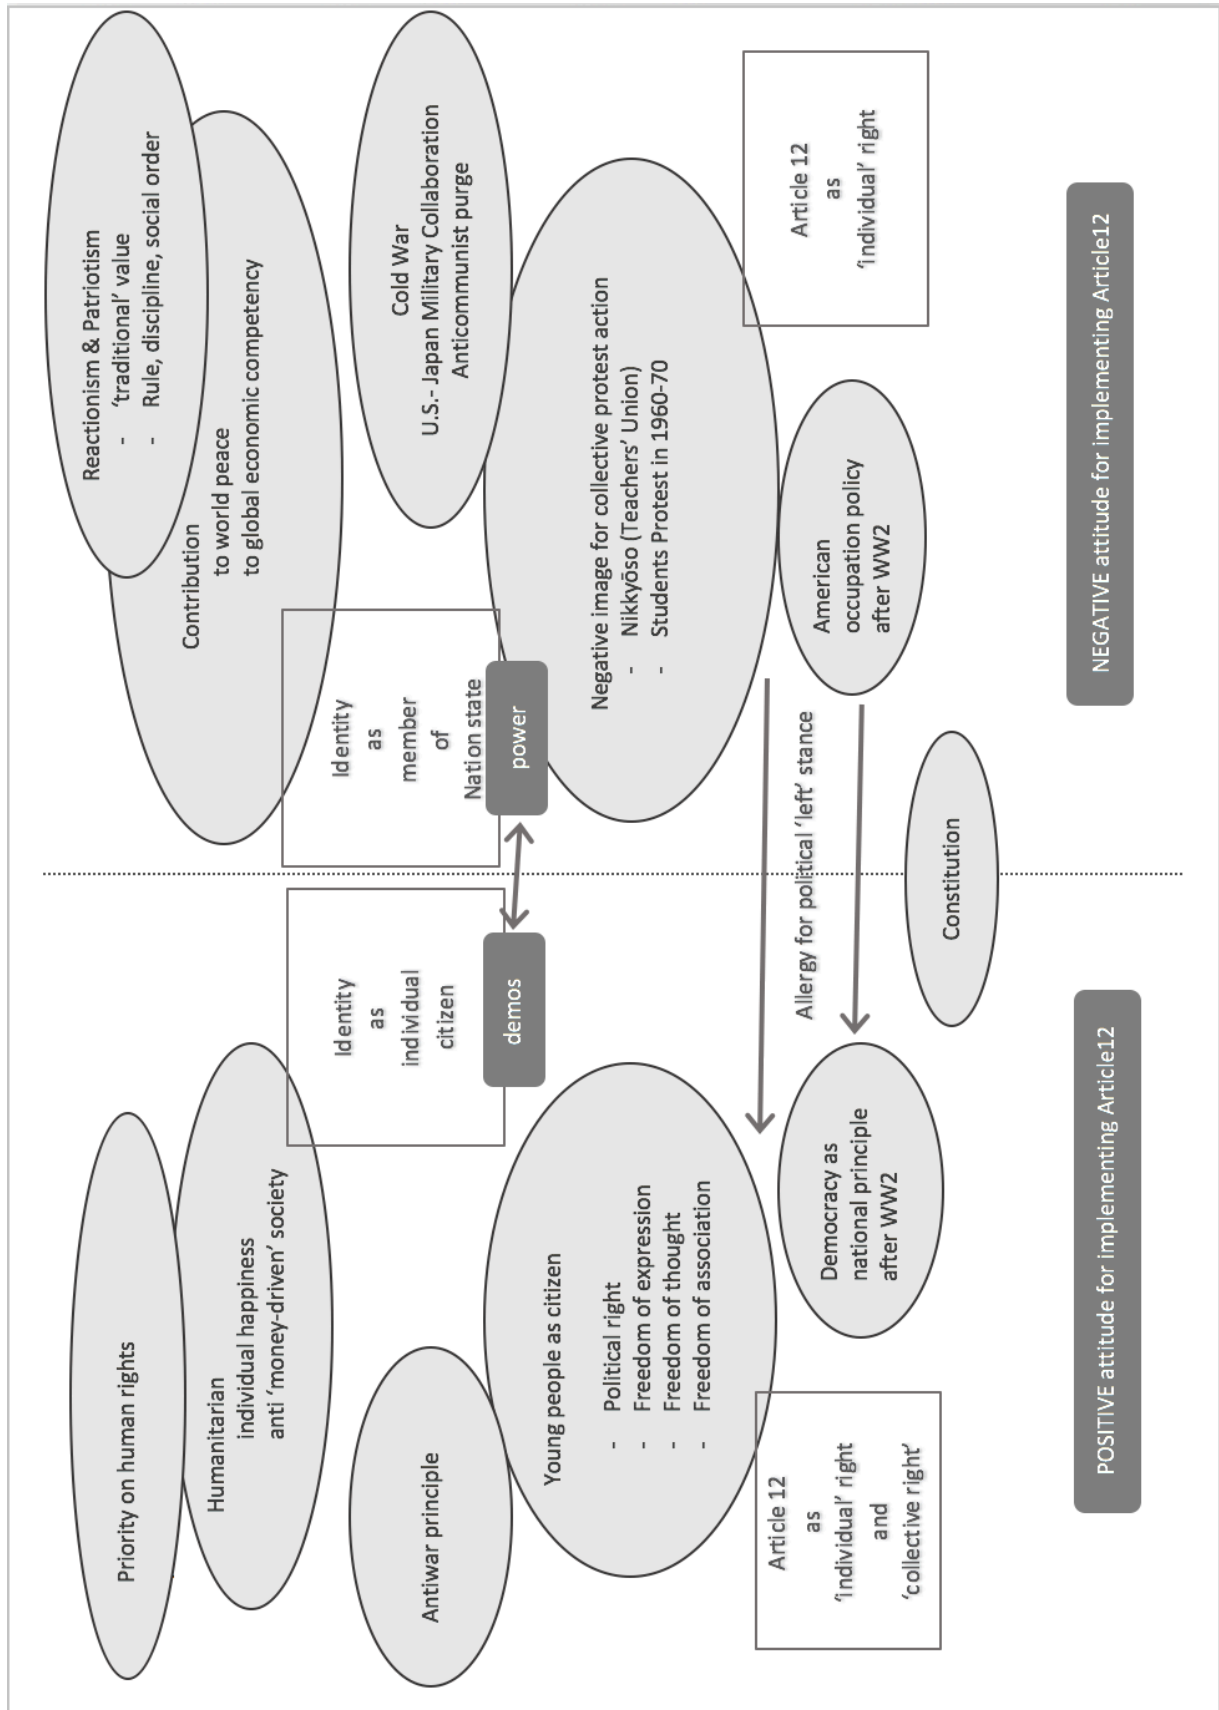 Priority on human rights
Humanitarian
individual happiness
anti ‘money-driven’ society
Antiwar principle
Young people as citizen
- Political right
- Freedom of expression
- Freedom of thought
- Freedom of association
Article 12
as
‘individual’ right
and
‘collective right’
Democracy as
national principle
after WW2
Identity
as
individual
citizen
demos
POSITIVE attitude for implementing Article12
Reactionism & Patriotism
- ‘traditional’ value
- Rule, discipline, social order
Contribution
to world peace
to global economic competency
Identity
as
member
of
Nation state
power
Cold War
U.S.- Japan Military Collaboration
Anticommunist purge
Negative image for collective protest action
- Nikkyōso (Teachers’ Union)
- Students Protest in 1960-70
Article 12
as
‘individual’ right
American
occupation policy
after WW2
Allergy for political ‘left’ stance
Constitution
NEGATIVE attitude for implementing Article12